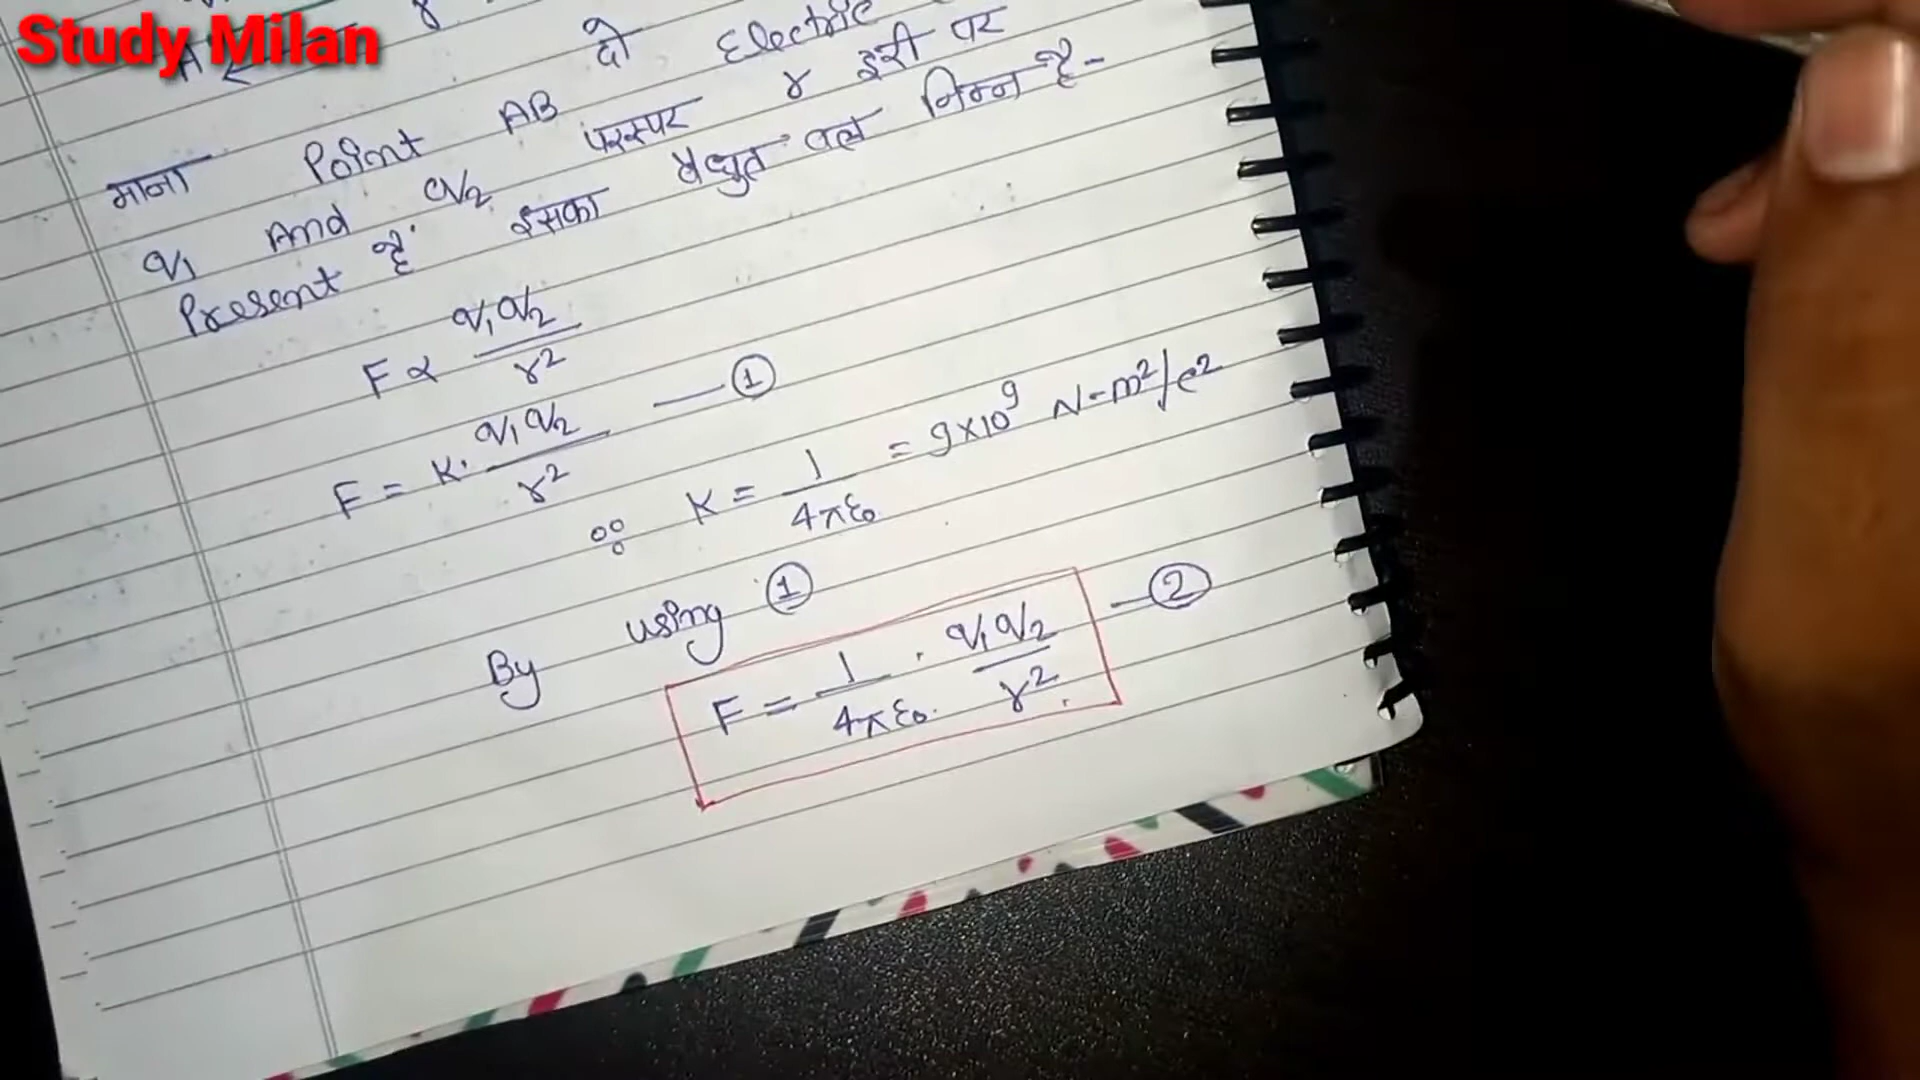 Study Milan
माना Point AB दो Electric
q₁ And q₂ परस्पर r दूरी पर
Present है. इसका वैद्युत बल निम्न है-
F ∝ q₁q₂/r²
F = K. q₁q₂/r² —①
∵ K = 1/4πε₀ = 9×10⁹ N-m²/c²
By using ①
F = 1/4πε₀ . q₁q₂/r² —②